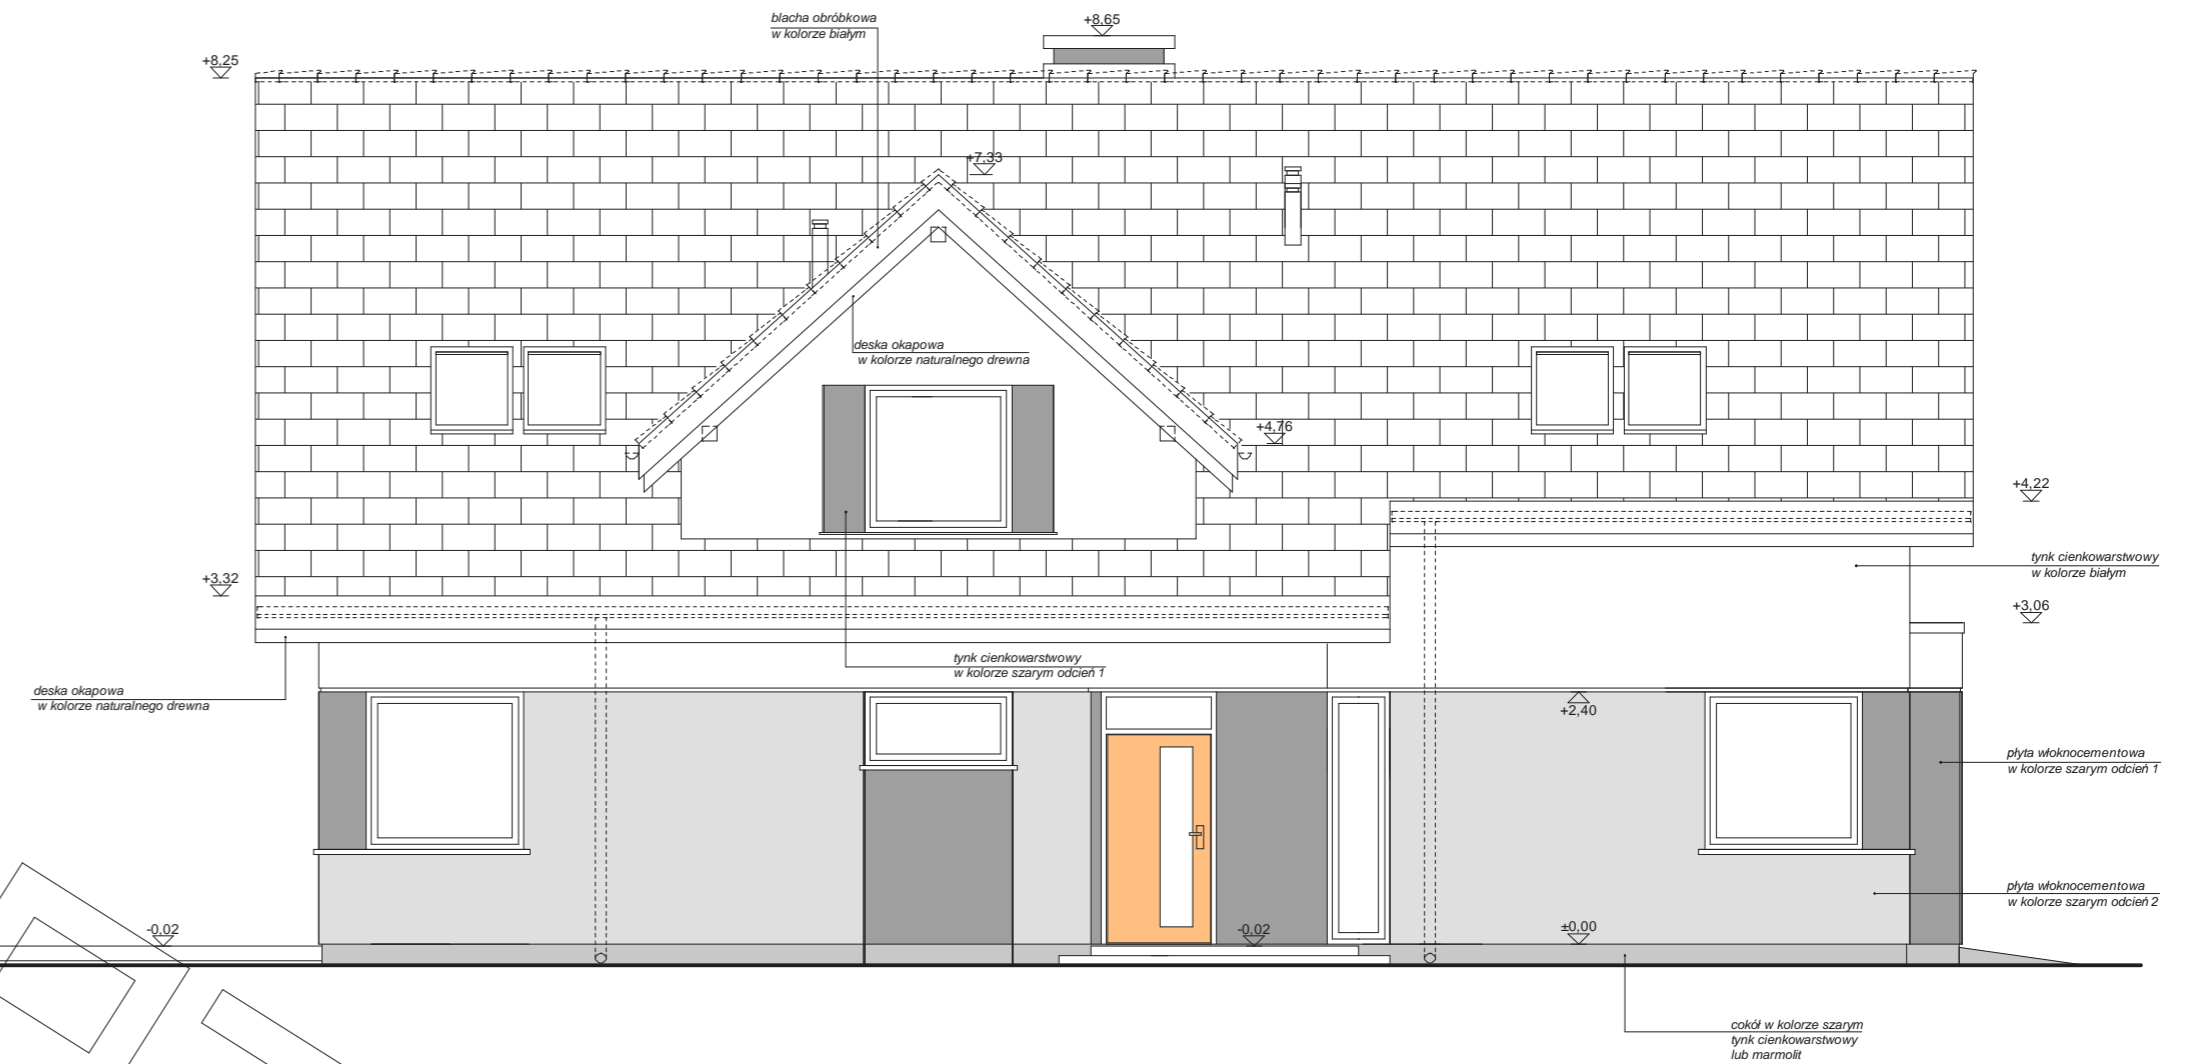 blacha obróbkowa
w kolorze białym
+8,65
+8,25
+7,33
deska okapowa
w kolorze naturalnego drewna
+4,76
+4,22
tynk cienkowarstwowy
w kolorze białym
+3,32
+3,06
tynk cienkowarstwowy
w kolorze szarym odcień 1
deska okapowa
w kolorze naturalnego drewna
+2,40
płyta włoknocementowa
w kolorze szarym odcień 1
płyta włoknocementowa
w kolorze szarym odcień 2
-0,02
-0,02
±0,00
cokół w kolorze szarym
tynk cienkowarstwowy
lub marmolit